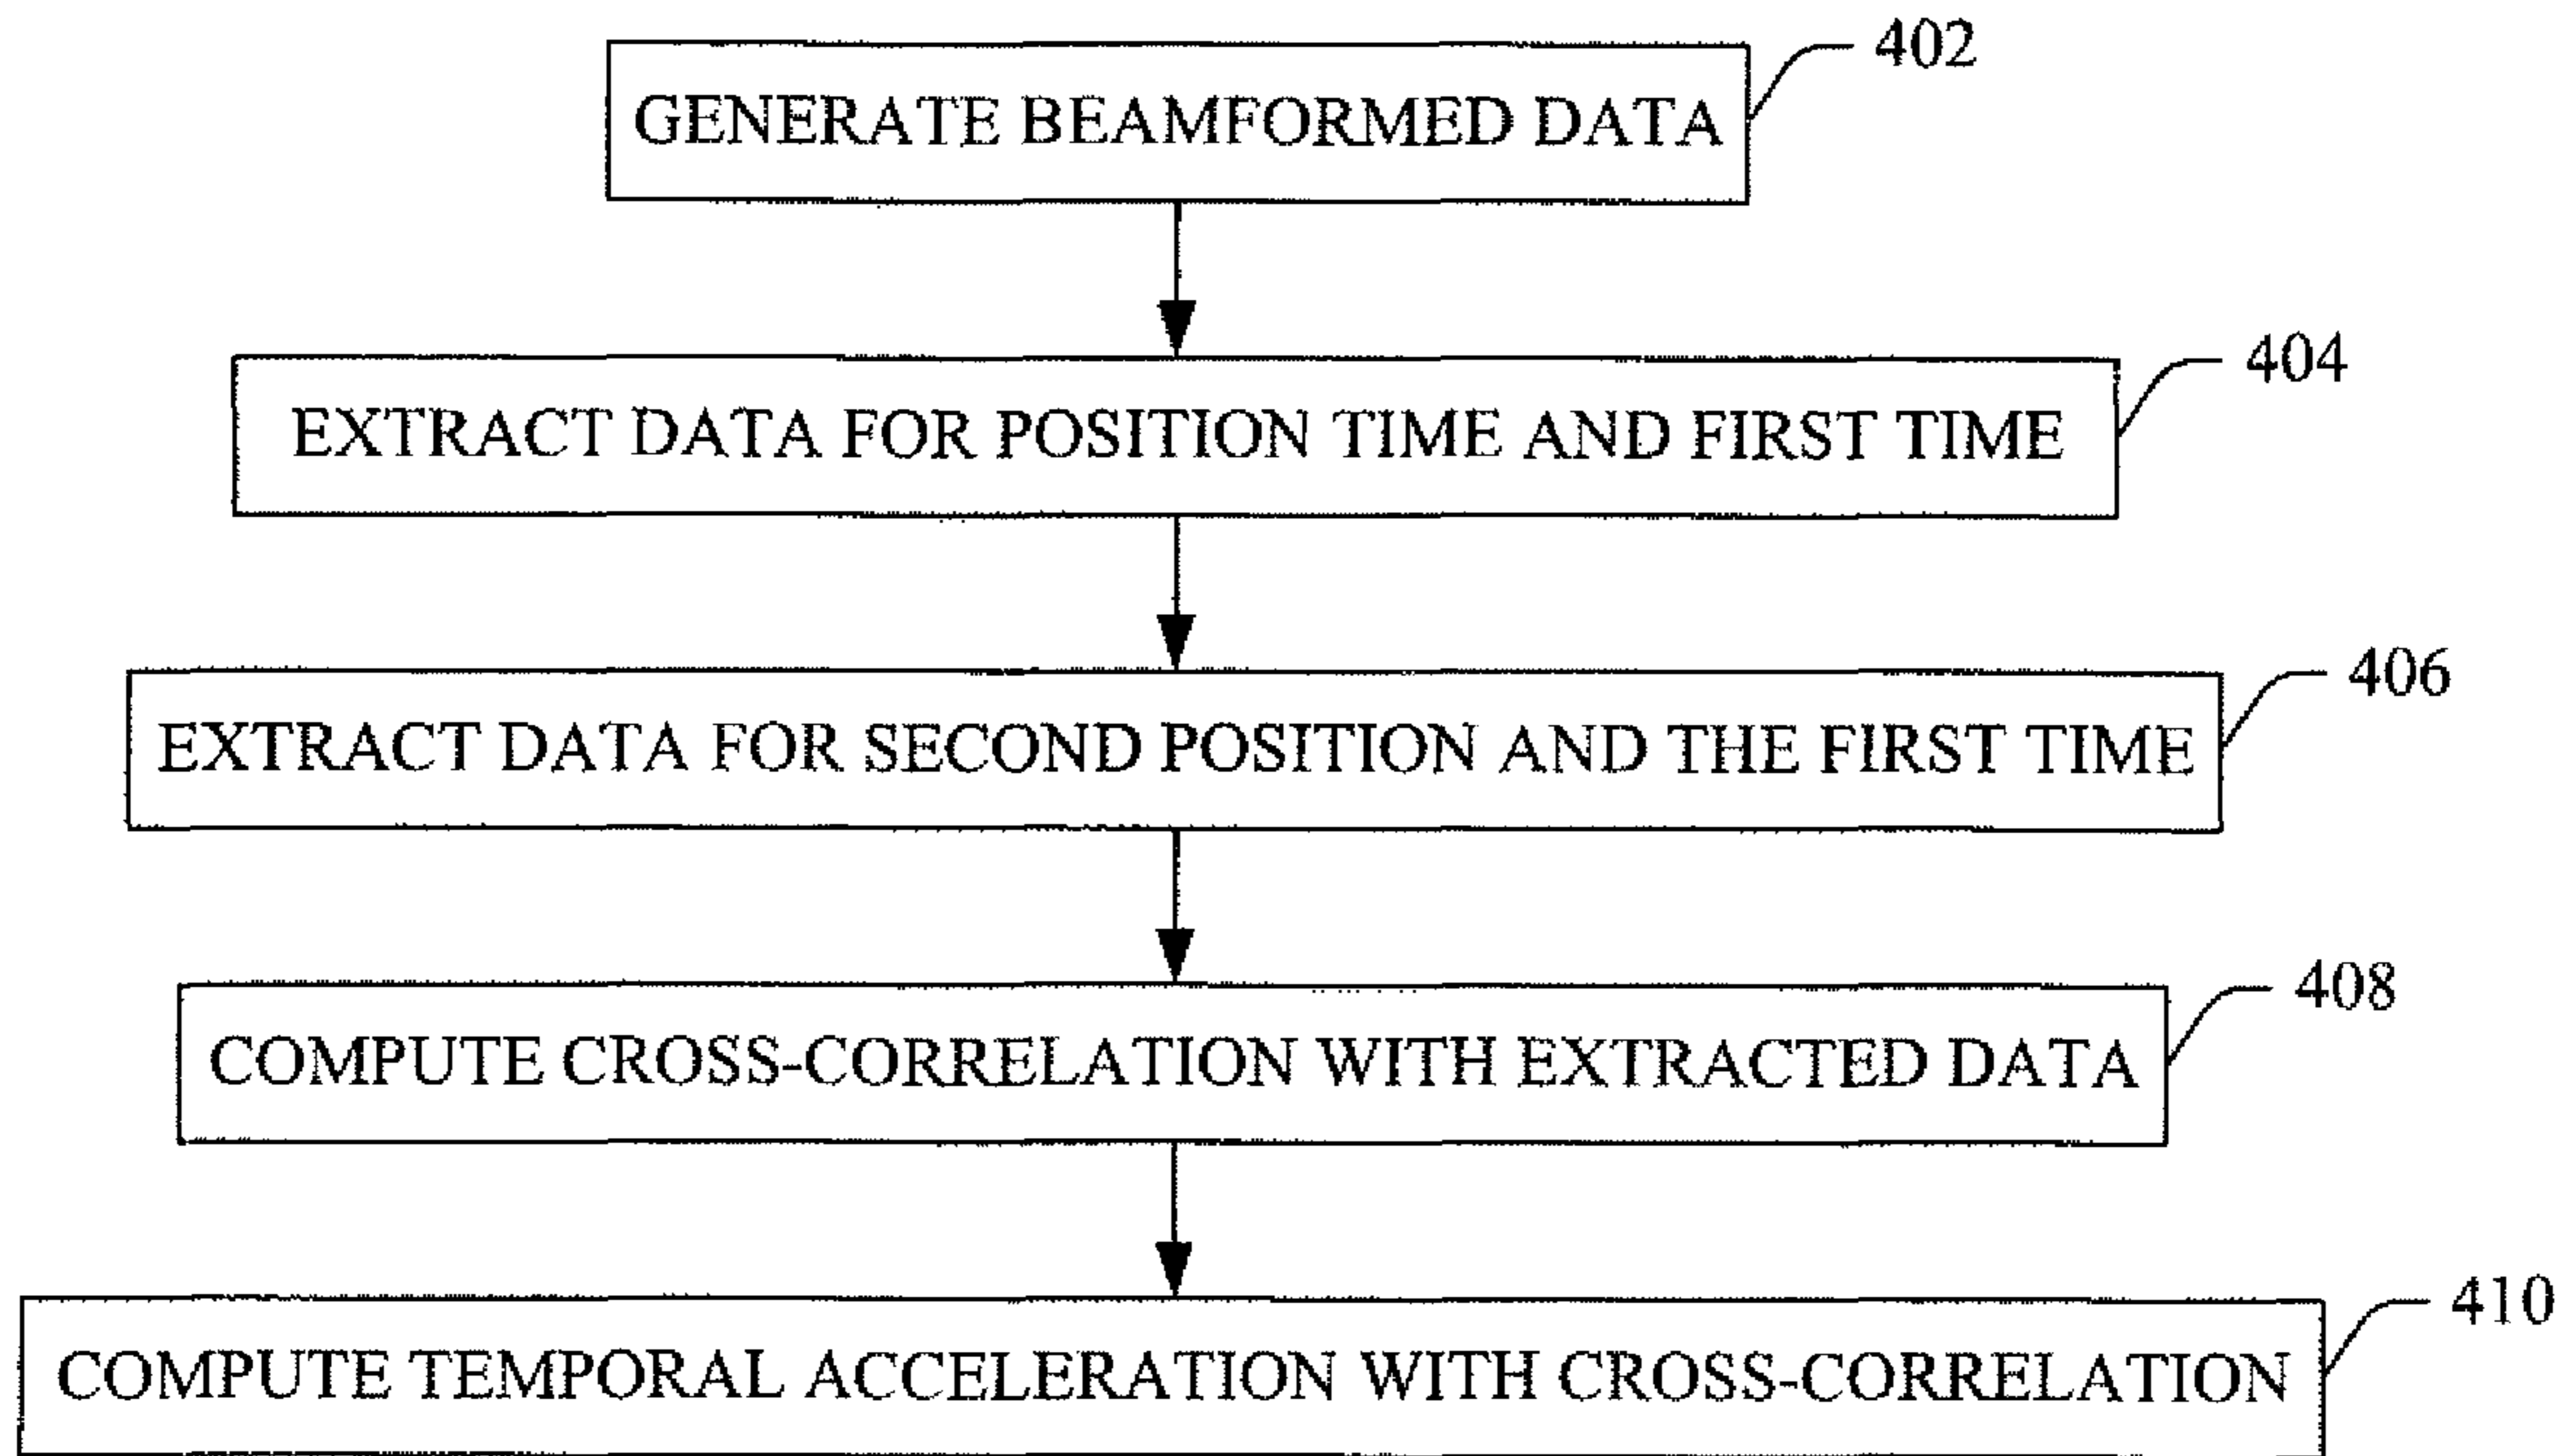 402
GENERATE BEAMFORMED DATA
404
EXTRACT DATA FOR POSITION TIME AND FIRST TIME
406
EXTRACT DATA FOR SECOND POSITION AND THE FIRST TIME
408
COMPUTE CROSS-CORRELATION WITH EXTRACTED DATA
410
COMPUTE TEMPORAL ACCELERATION WITH CROSS-CORRELATION